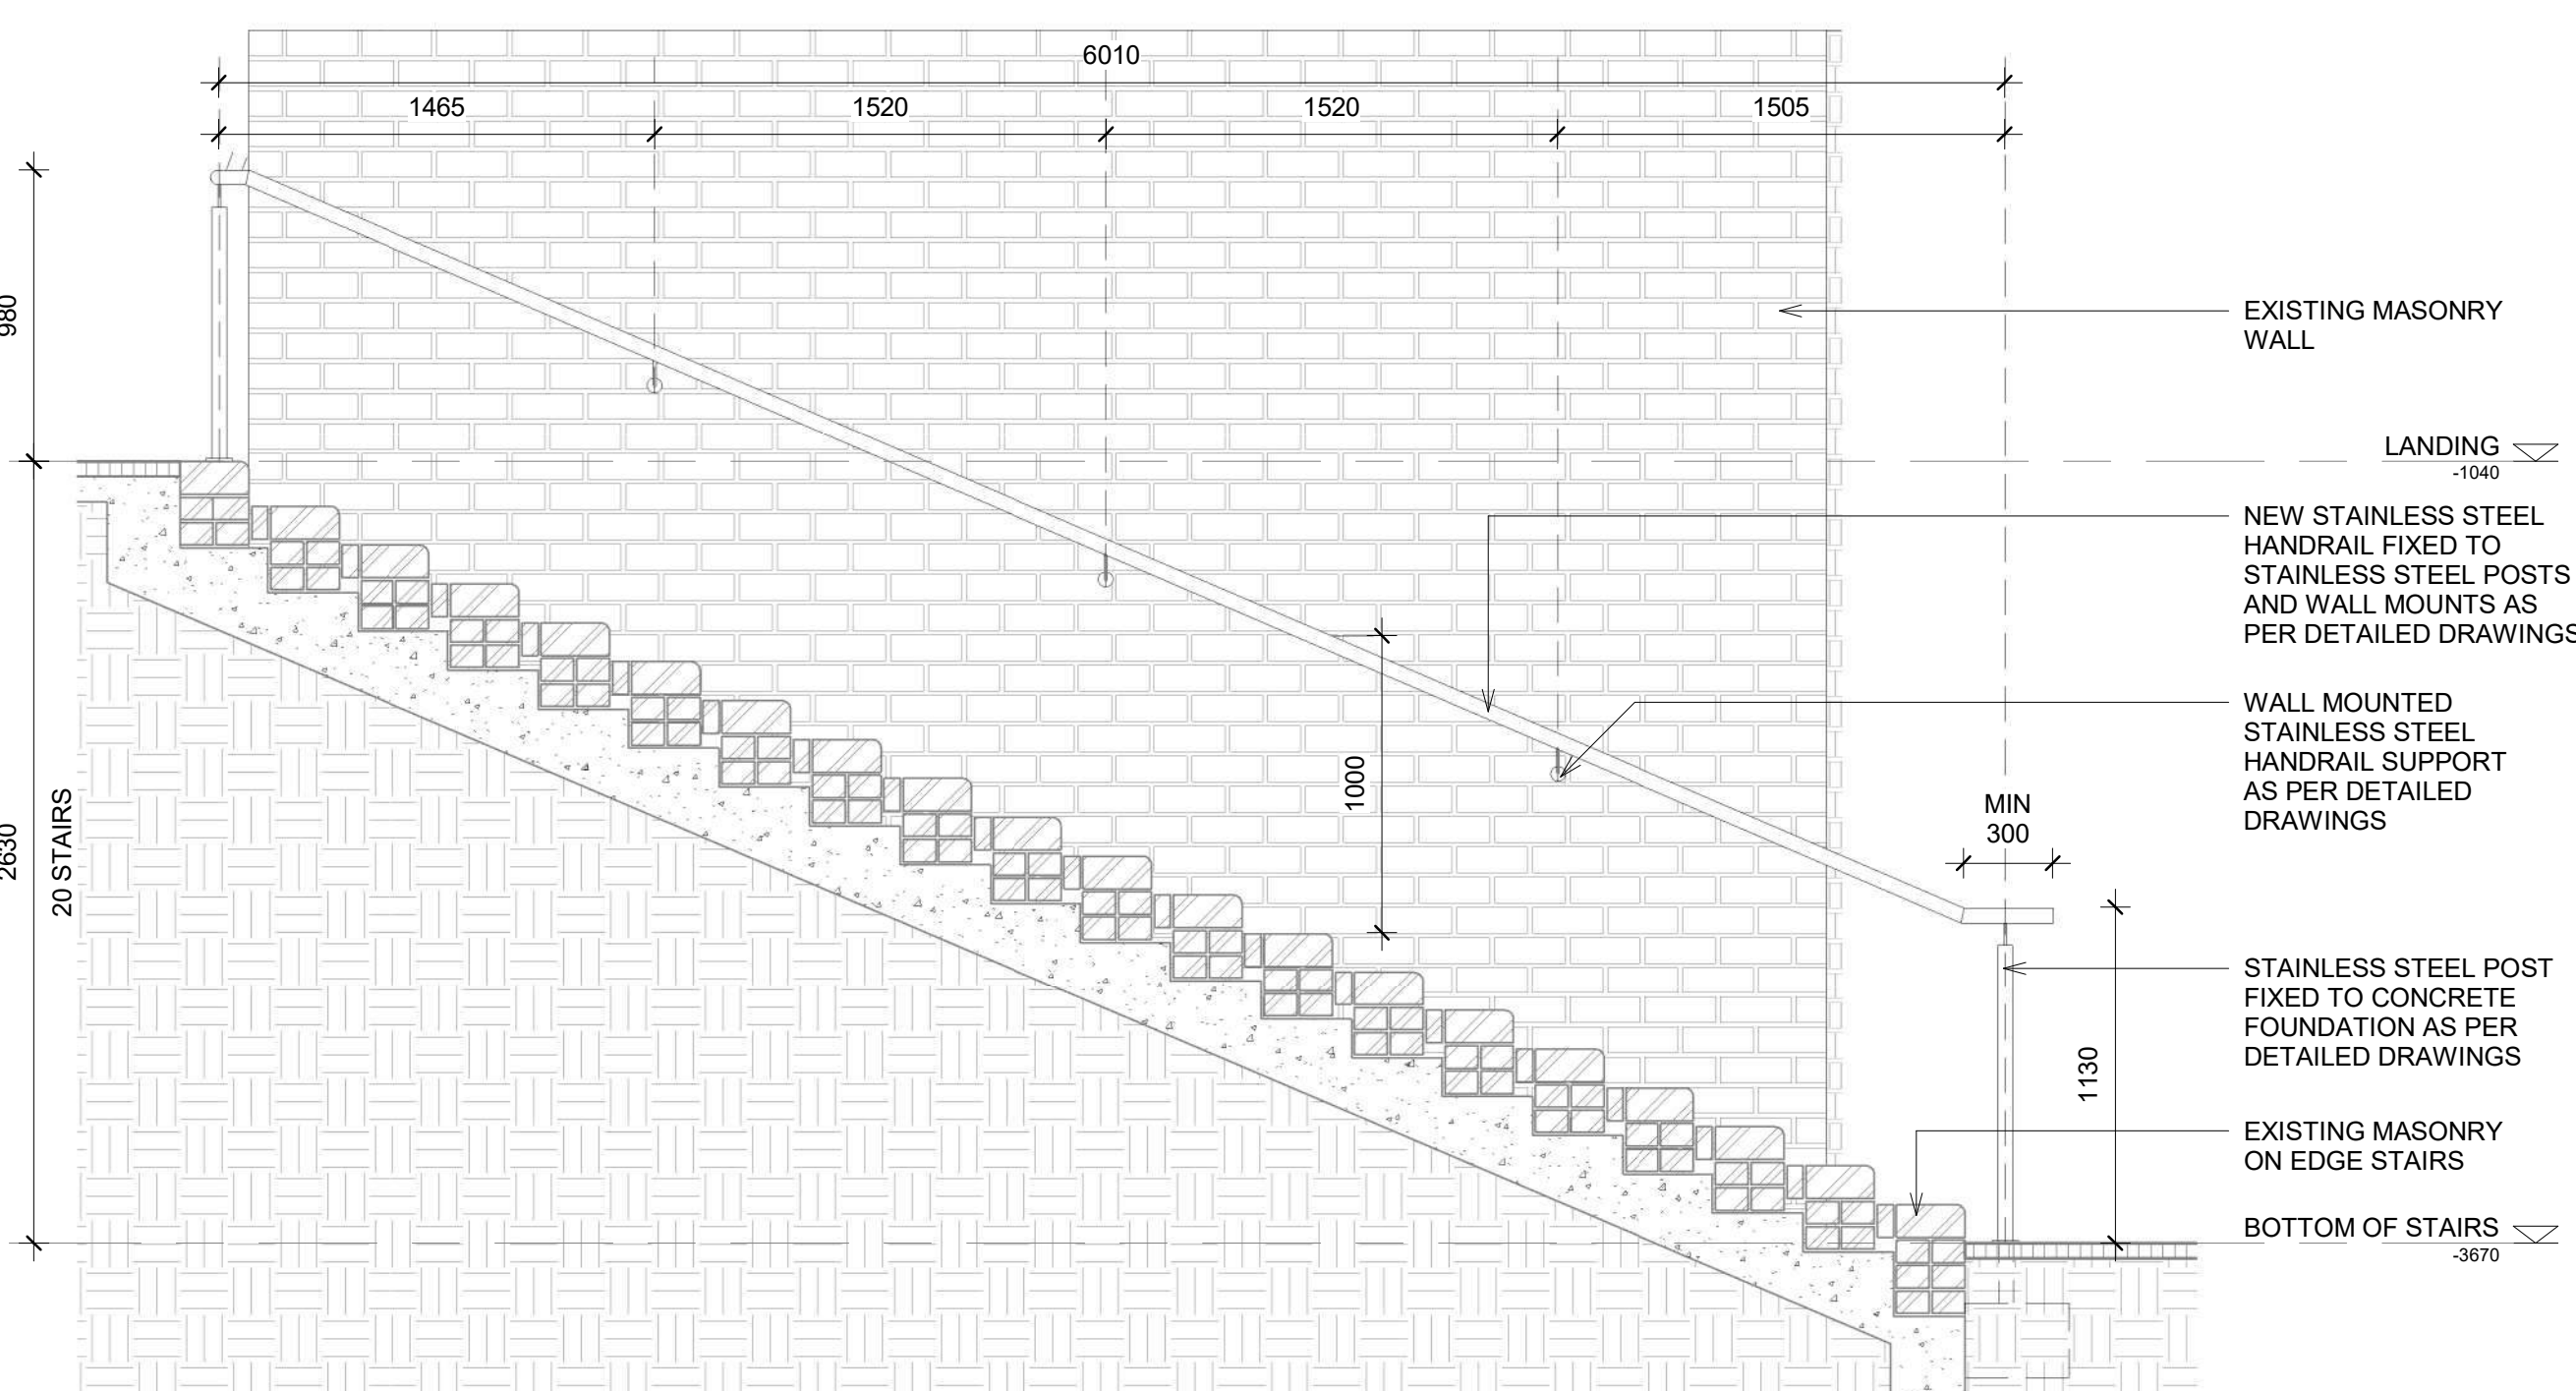 6010
1465
1520
1520
1505
980
2630
20 STAIRS
1000
MIN
300
1130
EXISTING MASONRY
WALL
LANDING
-1040
NEW STAINLESS STEEL
HANDRAIL FIXED TO
STAINLESS STEEL POSTS
AND WALL MOUNTS AS
PER DETAILED DRAWINGS
WALL MOUNTED
STAINLESS STEEL
HANDRAIL SUPPORT
AS PER DETAILED
DRAWINGS
STAINLESS STEEL POST
FIXED TO CONCRETE
FOUNDATION AS PER
DETAILED DRAWINGS
EXISTING MASONRY
ON EDGE STAIRS
BOTTOM OF STAIRS
-3670